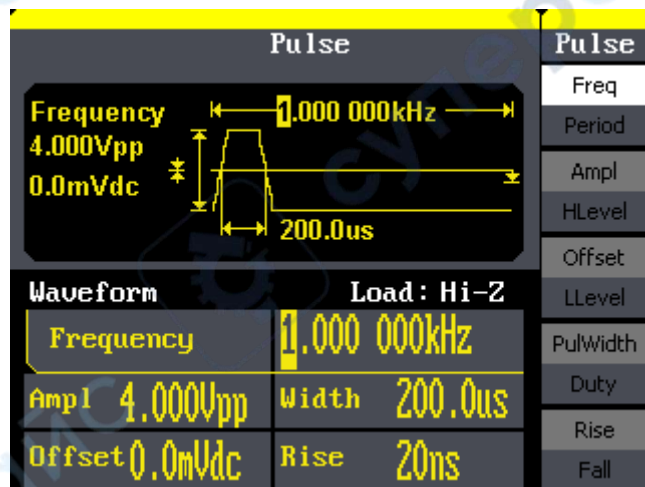 Pulse
Pulse
Frequency
1.000 000kHz
4.000Vpp
0.0mVdc
200.0us
Waveform
Load: Hi-Z
Frequency
1.000 000kHz
Ampl 4.000Vpp
Width 200.0us
Offset 0.0mVdc
Rise 20ns
Freq
Period
Ampl
HLevel
Offset
LLevel
PulWidth
Duty
Rise
Fall